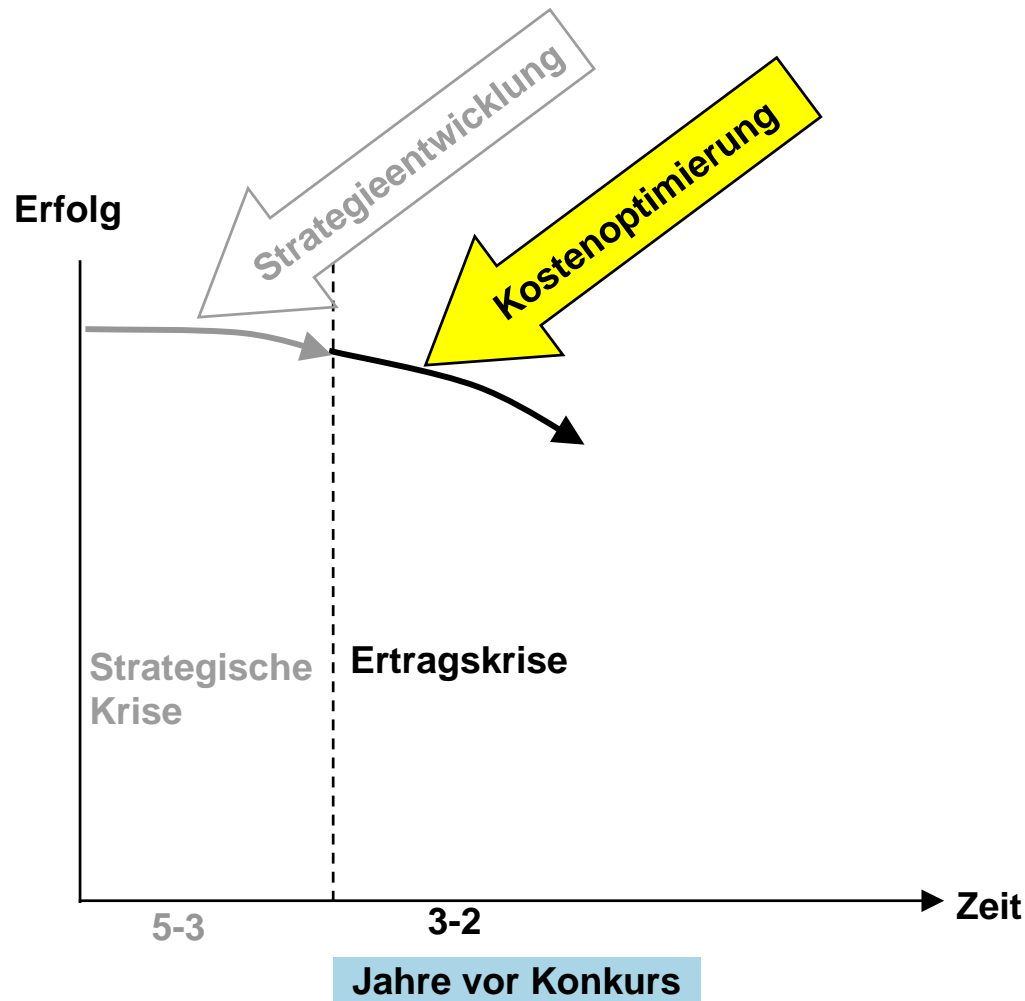 Strategieentwicklung
Kostenoptimierung
Erfolg
Strategische
Krise
Ertragskrise
Zeit
5-3
3-2
Jahre vor Konkurs